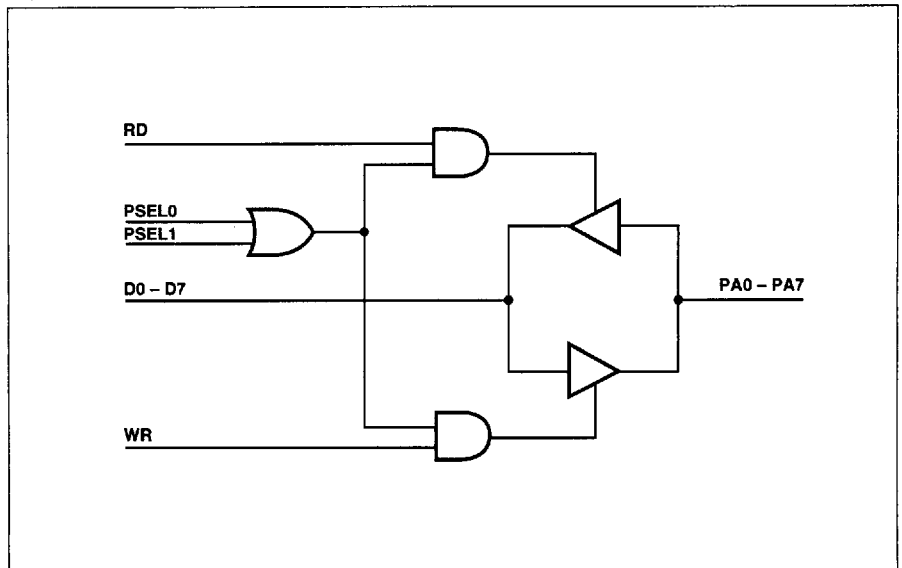 RD
PSEL0
PSEL1
D0 – D7
PA0 – PA7
WR